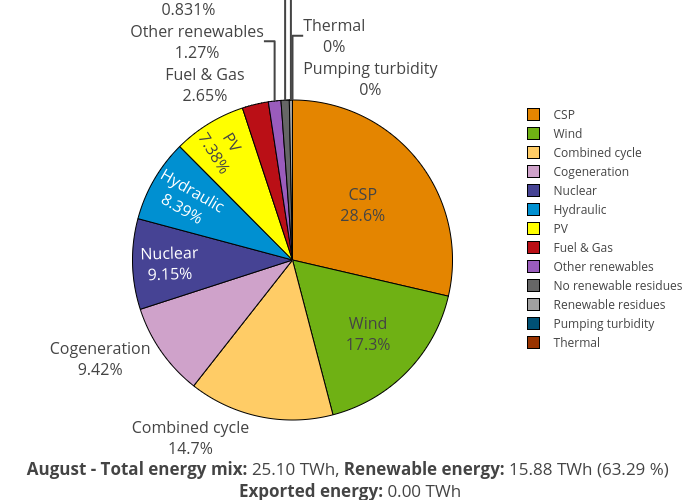 0.831%
Other renewables
1.27%
Fuel & Gas
2.65%
Thermal
0%
Pumping turbidity
0%
PV
7.38%
Hydraulic
8.39%
Nuclear
9.15%
CSP
28.6%
Wind
17.3%
Cogeneration
9.42%
Combined cycle
14.7%
CSP
Wind
Combined cycle
Cogeneration
Nuclear
Hydraulic
PV
Fuel & Gas
Other renewables
No renewable residues
Renewable residues
Pumping turbidity
Thermal
August - Total energy mix: 25.10 TWh, Renewable energy: 15.88 TWh (63.29 %)
Exported energy: 0.00 TWh